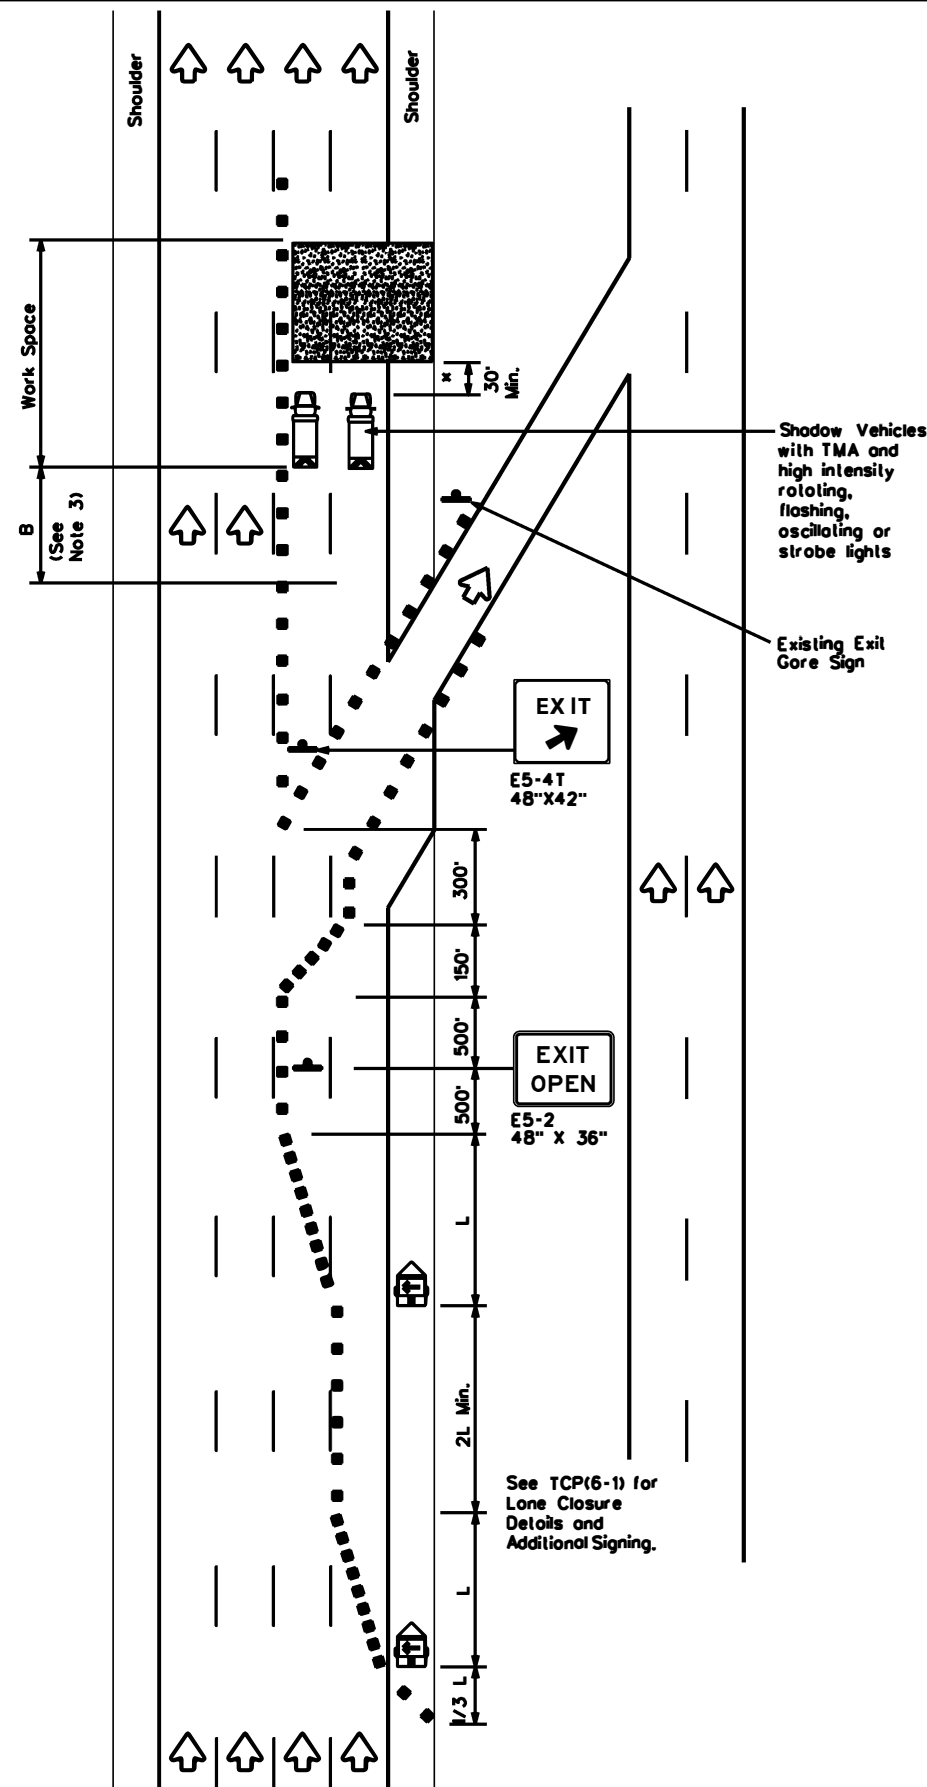 Shoulder
Shoulder
Work Space
x
30'
Min.
B
(See
Note 3)
Shadow Vehicles
with TMA and
high intensity
rotating,
flashing,
oscillating or
strobe lights
Existing Exit
Gore Sign
EXIT
E5-4T
48"X42"
300'
150'
500'
500'
EXIT
OPEN
E5-2
48" X 36"
L
2L Min.
See TCP(6-1) for
Lane Closure
Details and
Additional Signing.
L
1/3 L